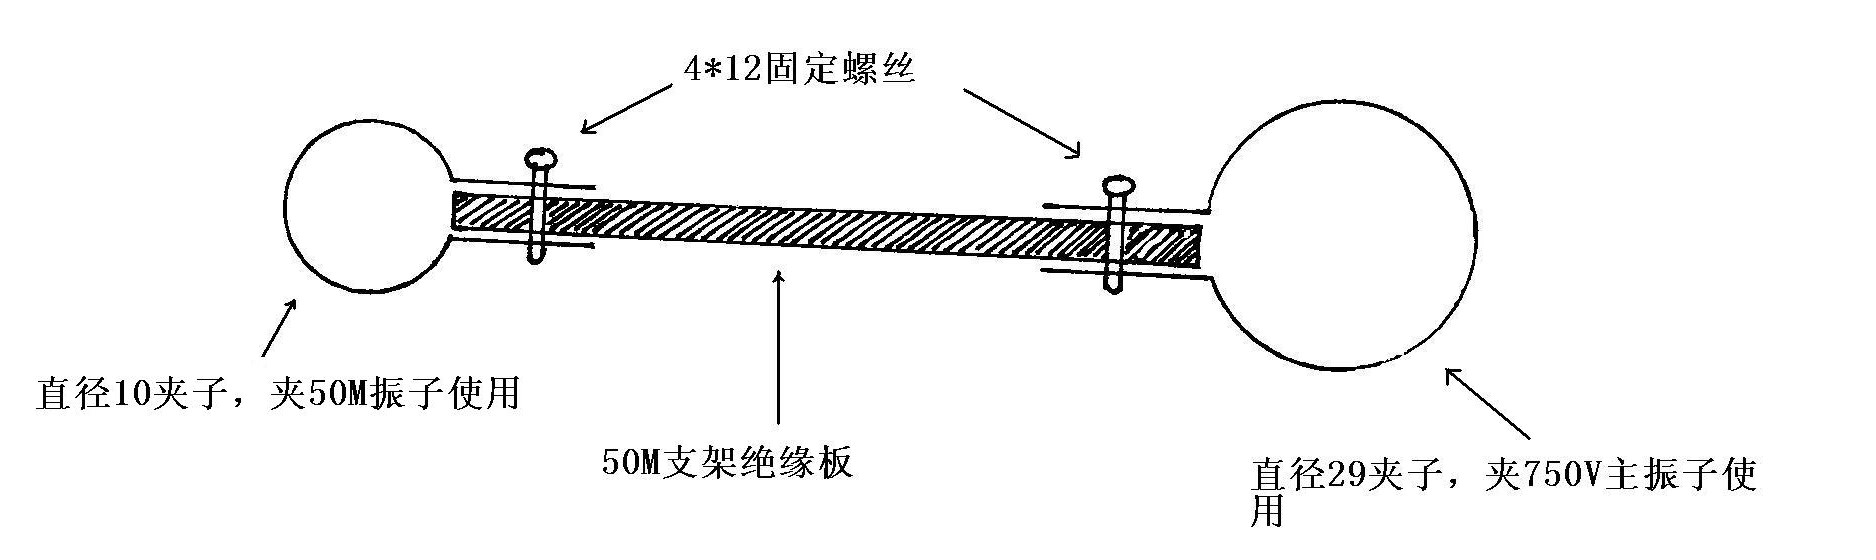 4*12固定螺丝
直径10夹子，夹50M振子使用
50M支架绝缘板
直径29夹子，夹750V主振子使
用